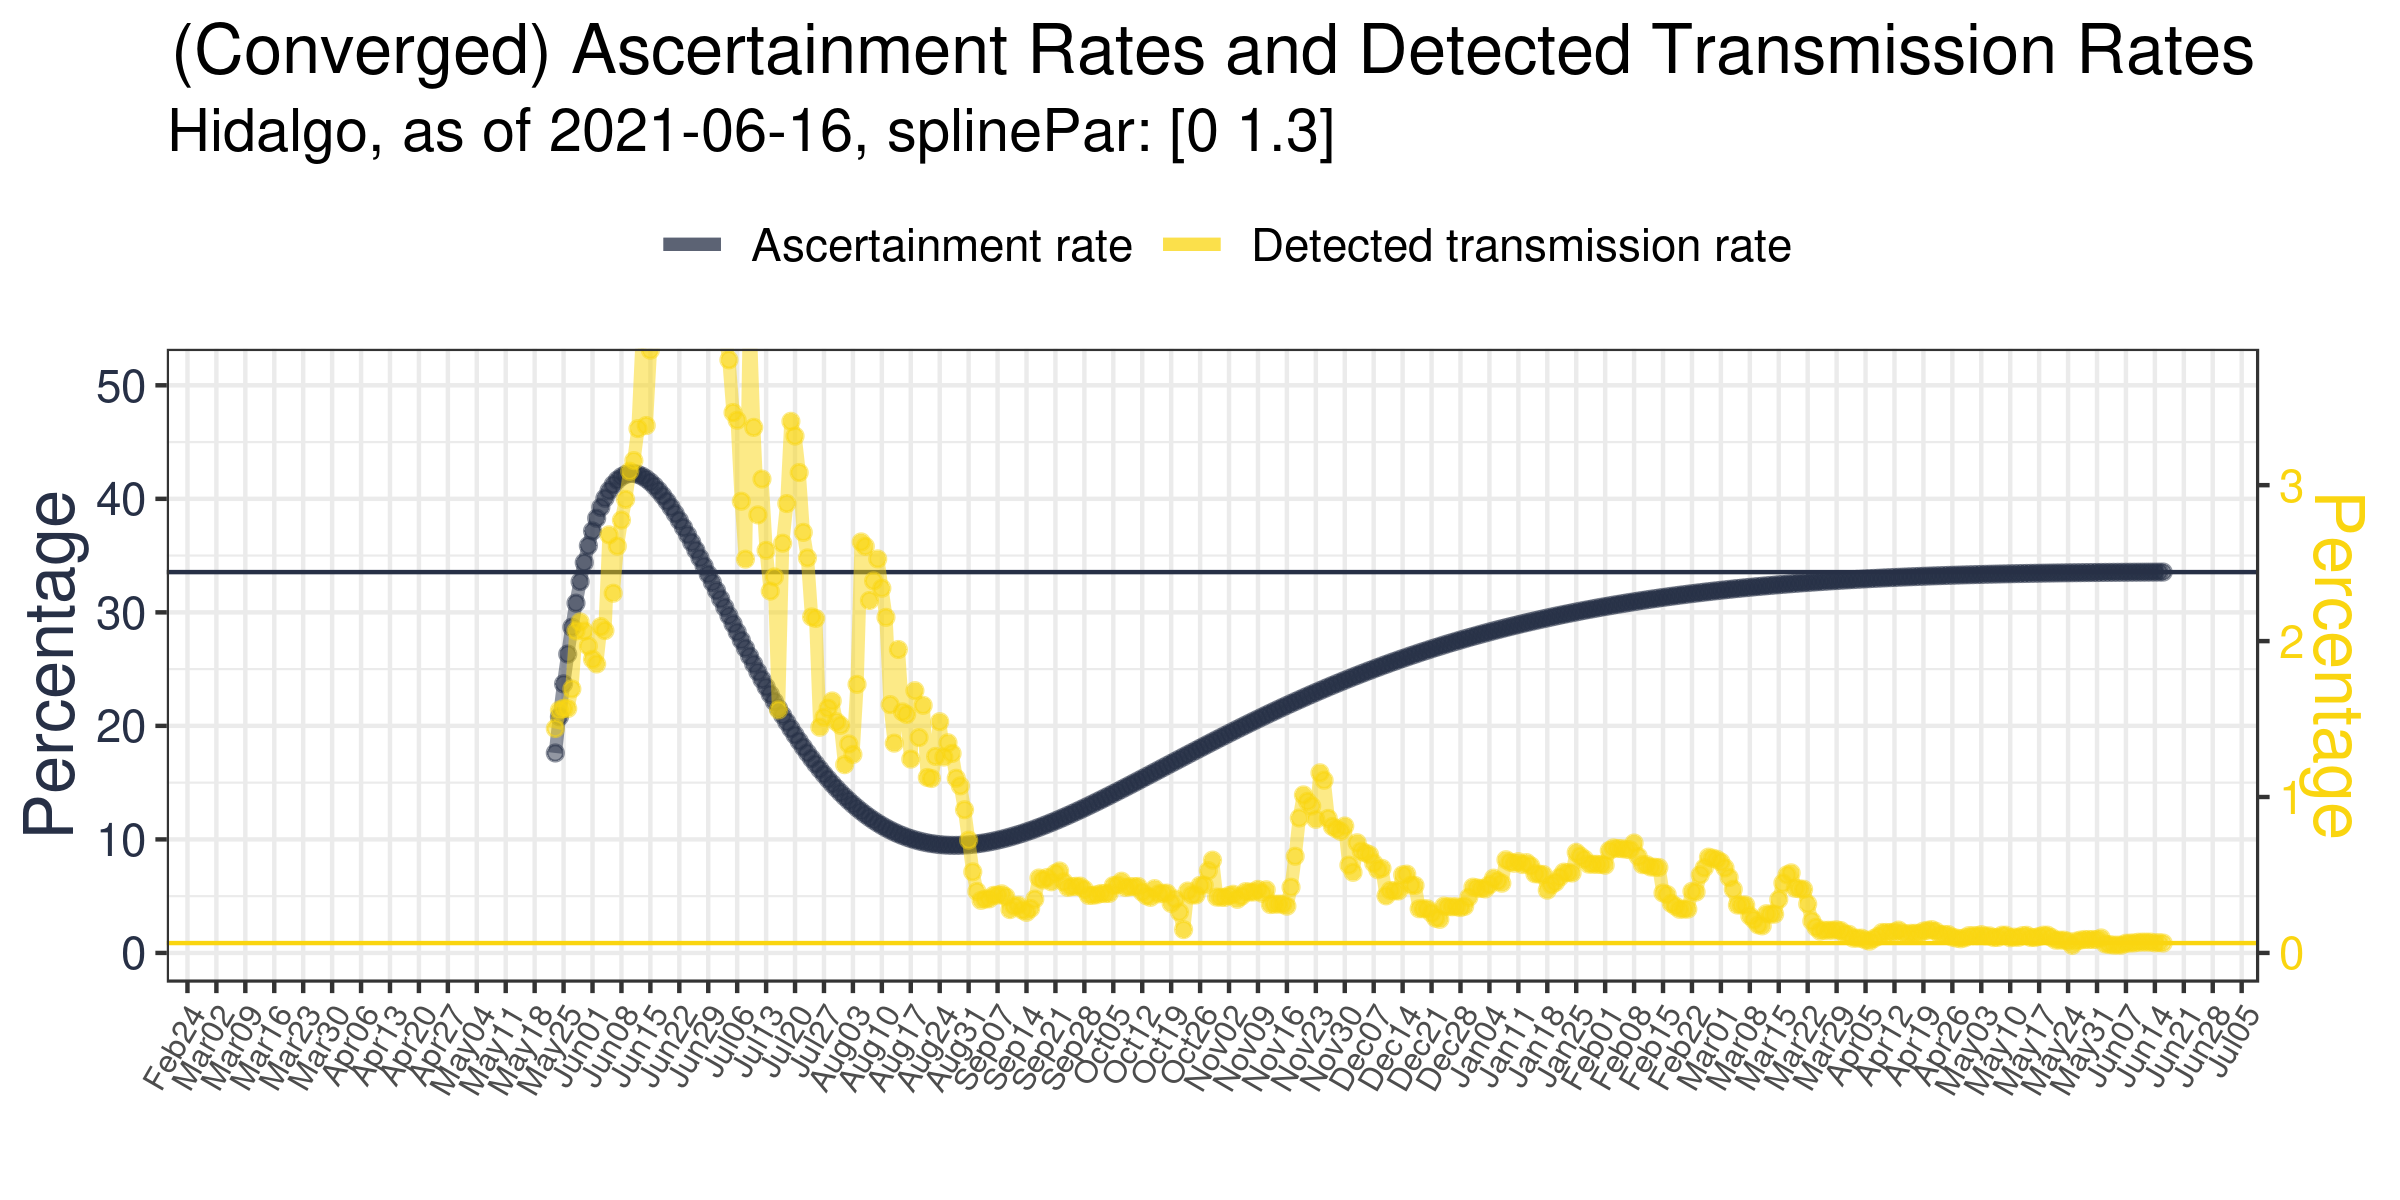 (Converged) Ascertainment Rates and Detected Transmission Rates
Hidalgo, as of 2021-06-16, splinePar: [0 1.3]
Ascertainment rate Detected transmission rate
Percentage
50
40
30
20
10
0
3
2
1
0
Percentage
Feb24
Mar02
Mar09
Mar16
Mar23
Mar30
Apr06
Apr13
Apr20
Apr27
May04
May11
May18
May25
Jun01
Jun08
Jun15
Jun22
Jun29
Jul06
Jul13
Jul20
Jul27
Aug03
Aug10
Aug17
Aug24
Aug31
Sep07
Sep14
Sep21
Sep28
Oct05
Oct12
Oct19
Oct26
Nov02
Nov09
Nov16
Nov23
Nov30
Dec07
Dec14
Dec21
Dec28
Jan04
Jan11
Jan18
Jan25
Feb01
Feb08
Feb15
Feb22
Mar01
Mar08
Mar15
Mar22
Mar29
Apr05
Apr12
Apr19
Apr26
May03
May10
May17
May24
May31
Jun07
Jun14
Jun21
Jun28
Jul05